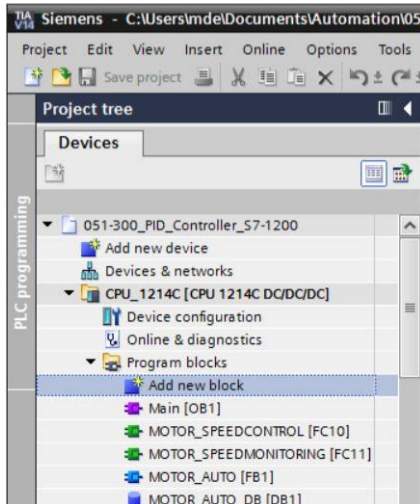 TIA
V14
Siemens - C:\Users\mde\Documents\Automation\05
Project Edit View Insert Online Options Tools
Save project
Project tree
Devices
PLC programming
051-300_PID_Controller_S7-1200
Add new device
Devices & networks
CPU_1214C [CPU 1214C DC/DC/DC]
Device configuration
Online & diagnostics
Program blocks
Add new block
Main [OB1]
MOTOR_SPEEDCONTROL [FC10]
MOTOR_SPEEDMONITORING [FC11]
MOTOR_AUTO [FB1]
MOTOR_AUTO_DB [DB1]